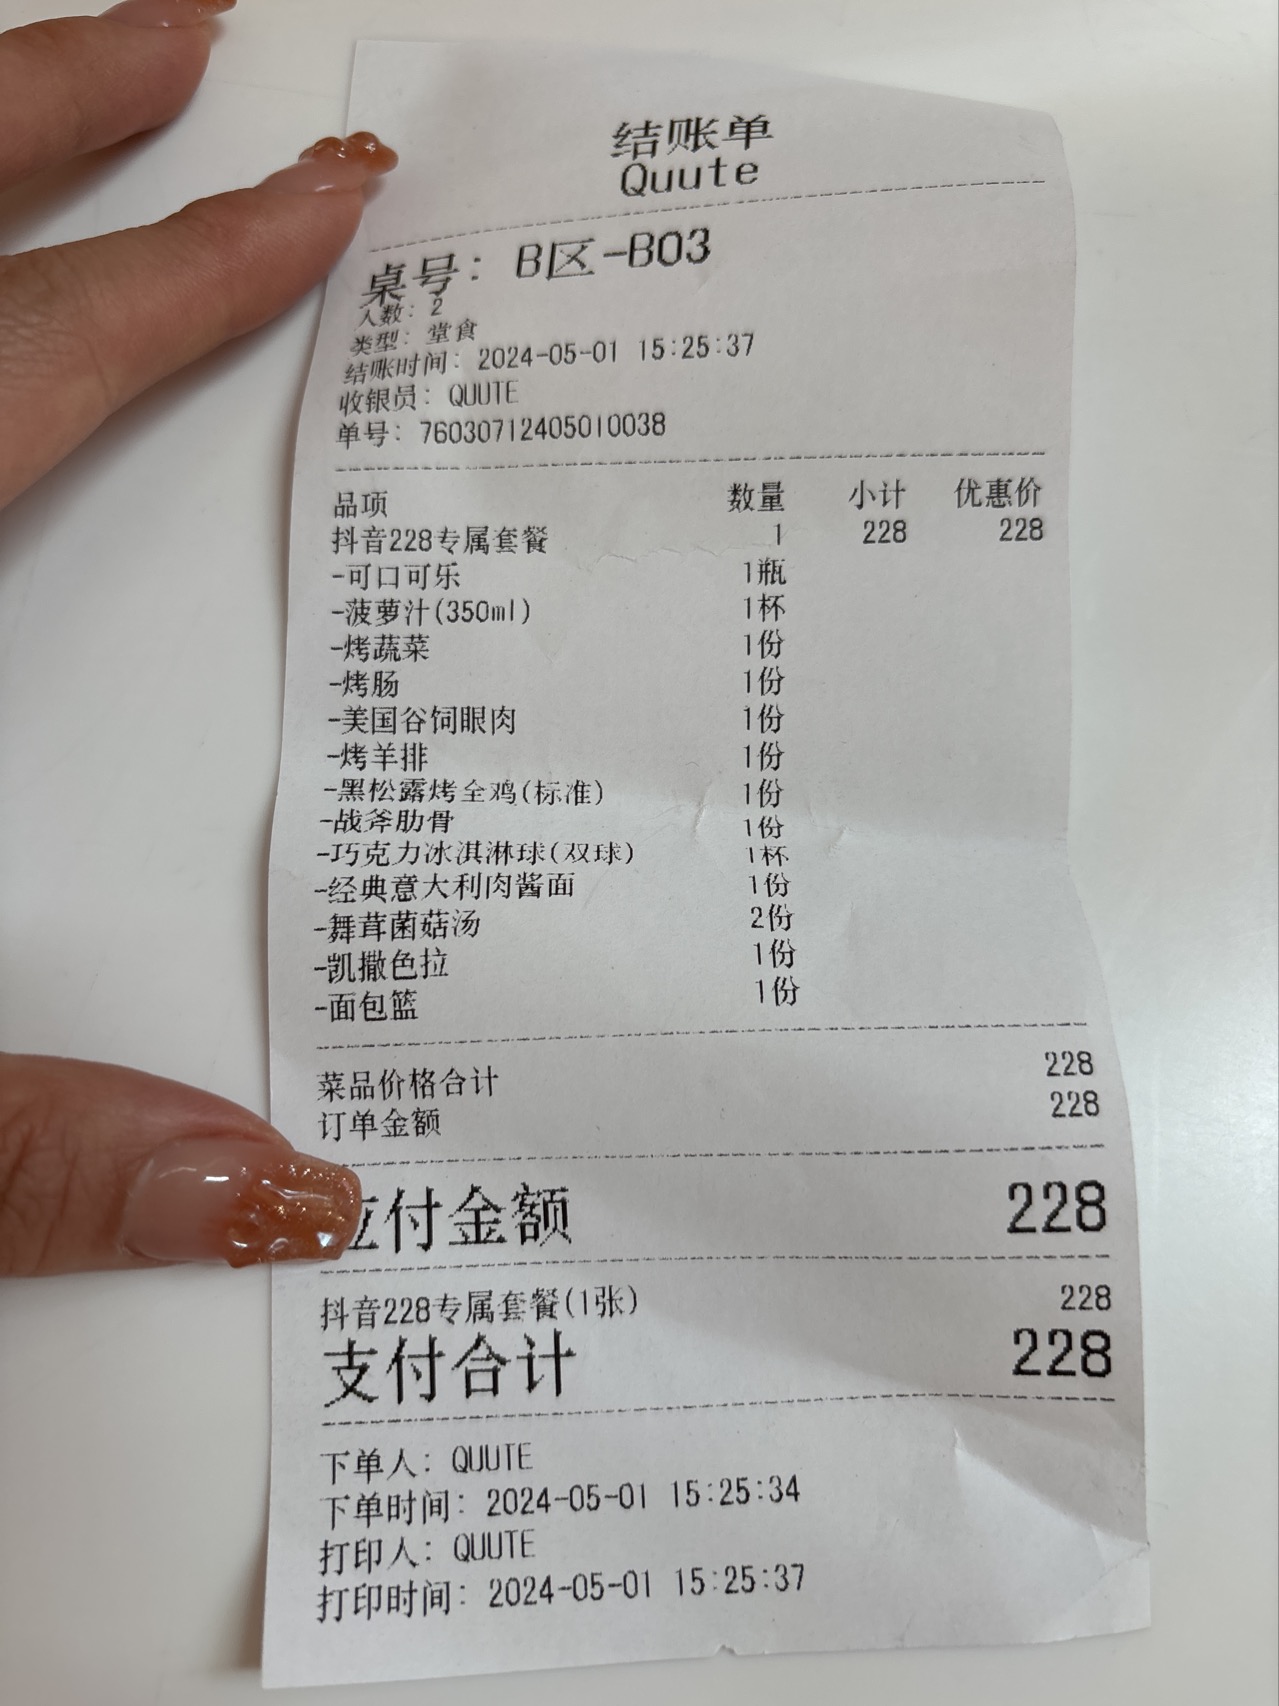 结账单
Quute
桌号: B区-B03
人数: 2
类型: 堂食
结账时间: 2024-05-01 15:25:37
收银员: QUUTE
单号: 76030712405010038
品项 数量 小计 优惠价
抖音228专属套餐 1 228 228
-可口可乐 1瓶
-菠萝汁(350ml) 1杯
-烤蔬菜 1份
-烤肠 1份
-美国谷饲眼肉 1份
-烤羊排 1份
-黑松露烤全鸡(标准) 1份
-战斧肋骨 1份
-巧克力冰淇淋球(双球) 1杯
-经典意大利肉酱面 1份
-舞茸菌菇汤 2份
-凯撒色拉 1份
-面包篮 1份
菜品价格合计 228
订单金额 228
应付金额 228
抖音228专属套餐(1张) 228
支付合计 228
下单人: QUUTE
下单时间: 2024-05-01 15:25:34
打印人: QUUTE
打印时间: 2024-05-01 15:25:37